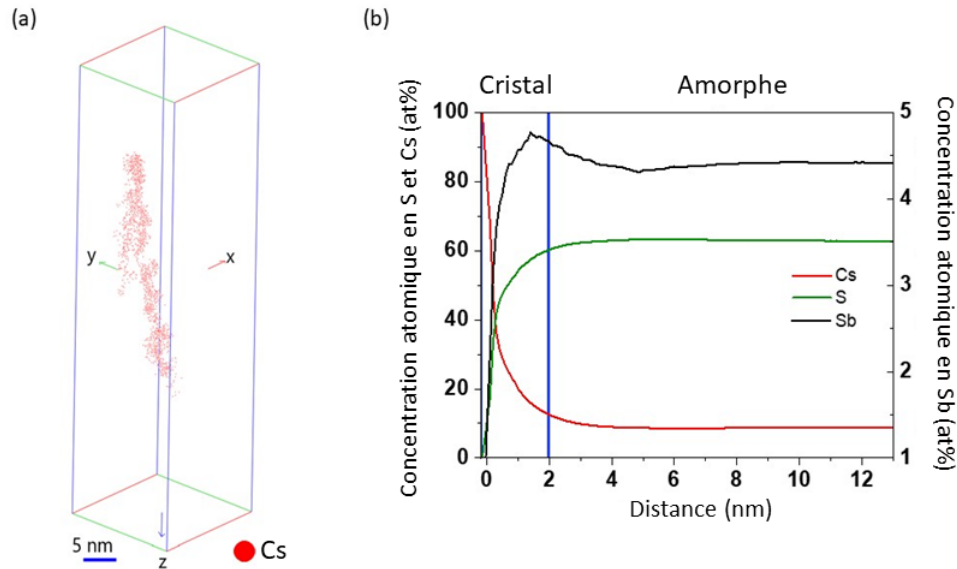 (a)
y
x
z
5 nm
Cs
(b)
Cristal
Amorphe
Concentration atomique en S et Cs (at%)
100
80
60
40
20
0
5
4
3
2
1
Concentration atomique en Sb (at%)
Cs
S
Sb
0 2 4 6 8 10 12
Distance (nm)